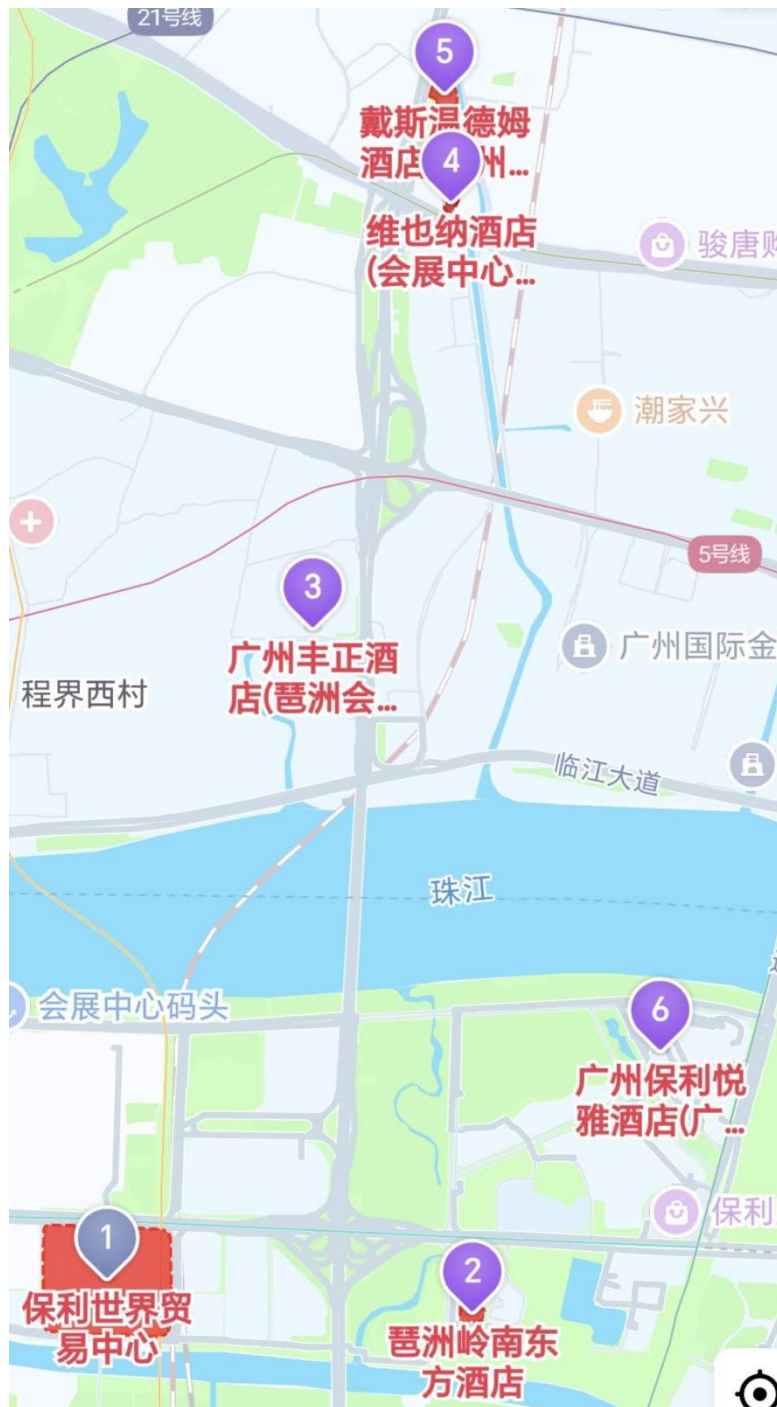 21号线
5
戴斯温德姆
酒店 州...
4
维也纳酒店
(会展中心...
骏唐购
潮家兴
5号线
3
广州丰正酒
店(琶洲会...
广州国际金
程界西村
临江大道
珠江
会展中心码头
6
广州保利悦
雅酒店(广...
保利
1
保利世界贸
易中心
2
琶洲岭南东
方酒店